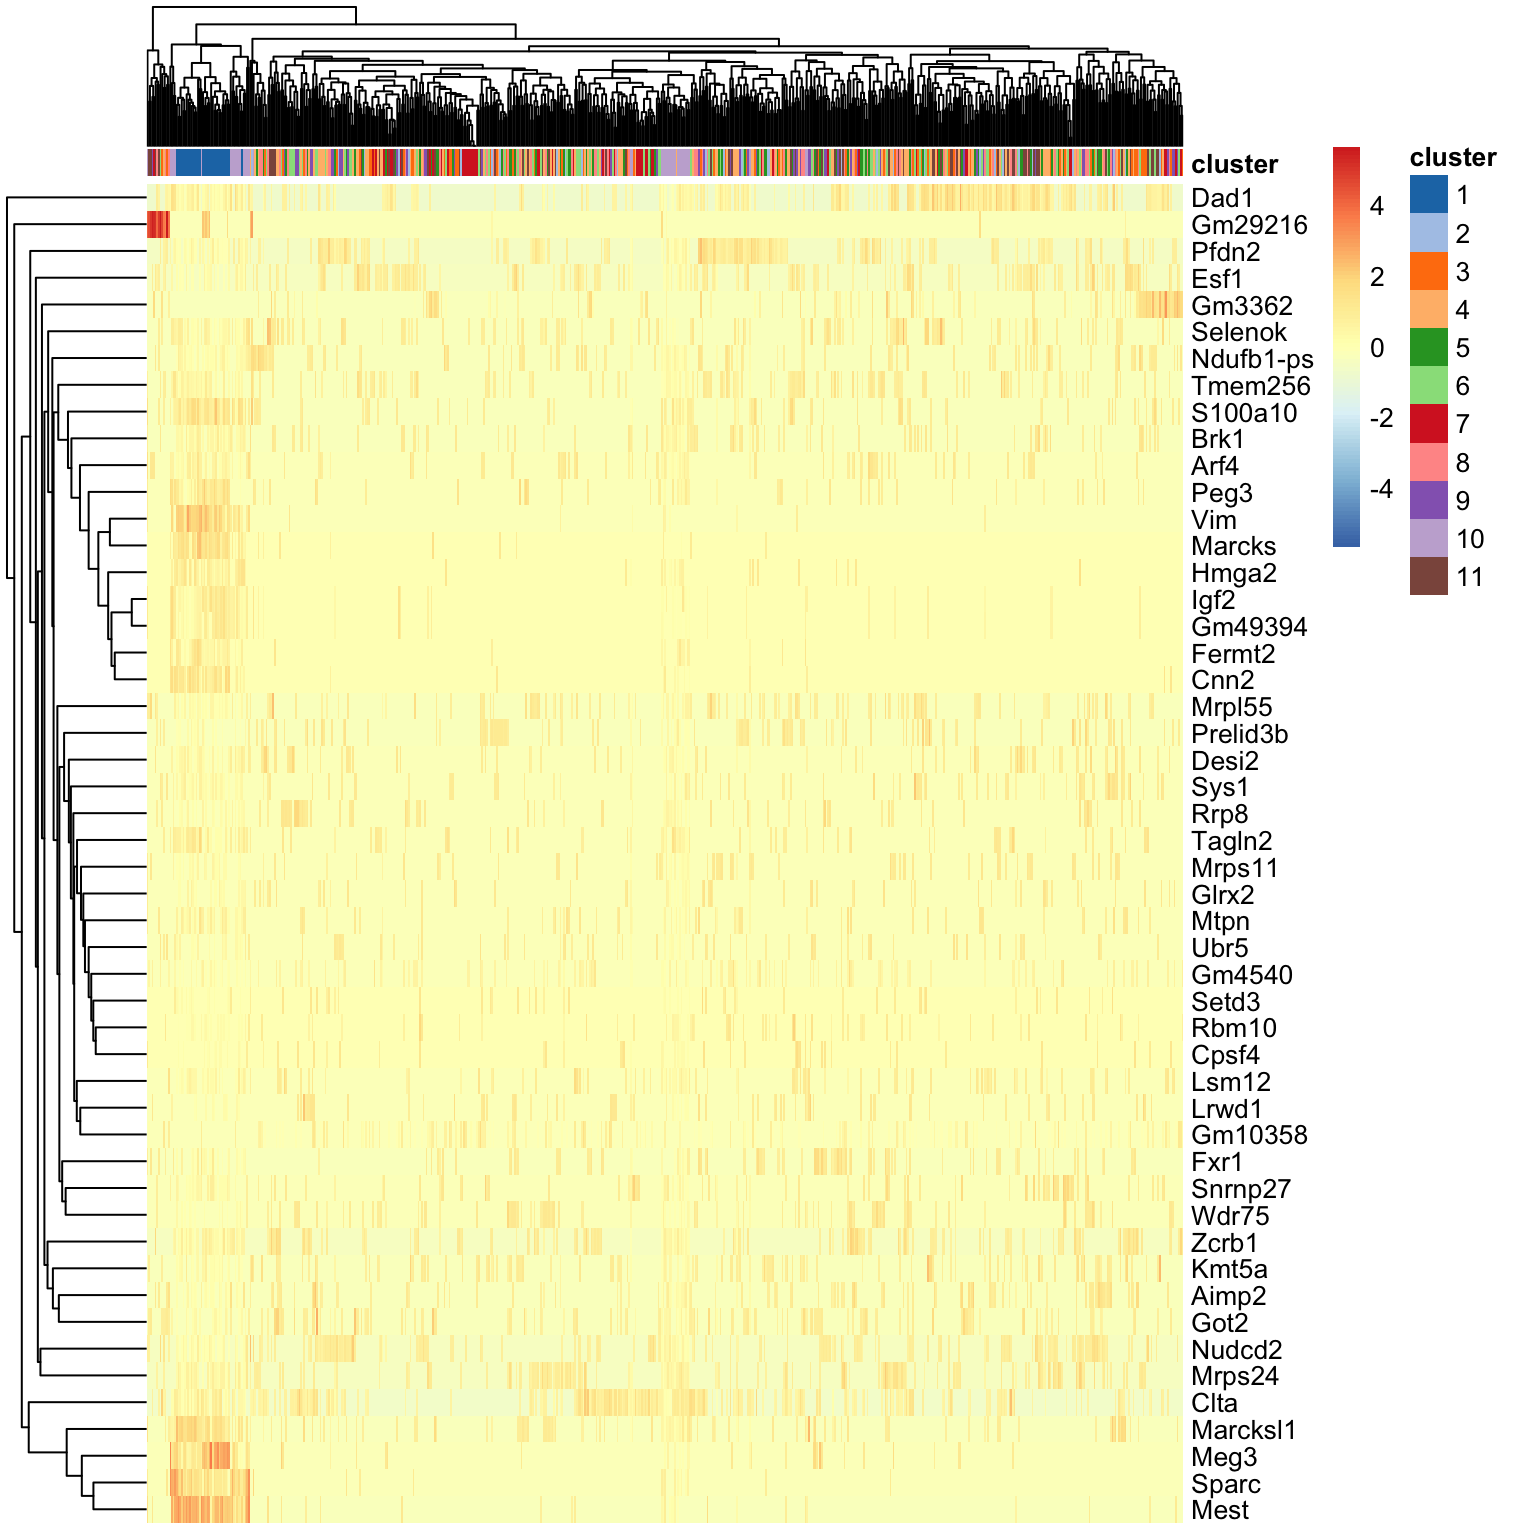 cluster
Dad1
Gm29216
Pfdn2
Esf1
Gm3362
Selenok
Ndufb1-ps
Tmem256
S100a10
Brk1
Arf4
Peg3
Vim
Marcks
Hmga2
Igf2
Gm49394
Fermt2
Cnn2
Mrpl55
Prelid3b
Desi2
Sys1
Rrp8
Tagln2
Mrps11
Glrx2
Mtpn
Ubr5
Gm4540
Setd3
Rbm10
Cpsf4
Lsm12
Lrwd1
Gm10358
Fxr1
Snrnp27
Wdr75
Zcrb1
Kmt5a
Aimp2
Got2
Nudcd2
Mrps24
Clta
Marcksl1
Meg3
Sparc
Mest
4
2
0
-2
-4
cluster
1
2
3
4
5
6
7
8
9
10
11